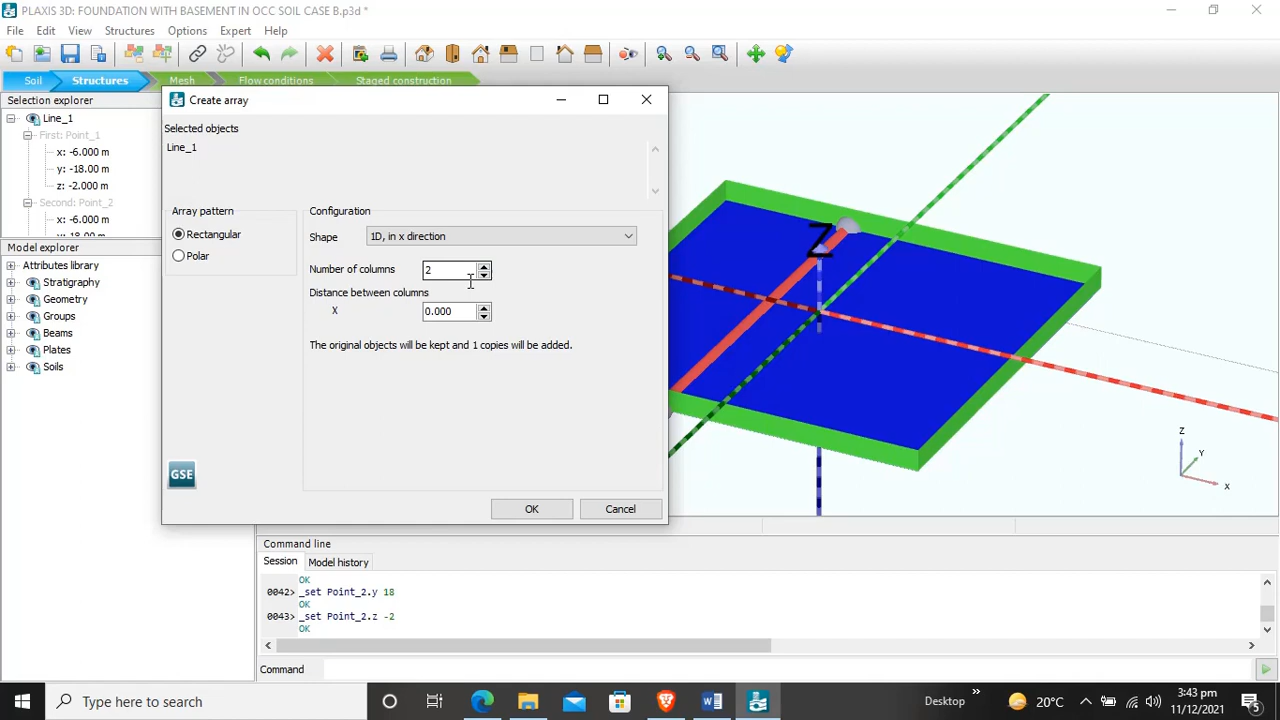 PLAXIS 3D: FOUNDATION WITH BASEMENT IN OCC SOIL CASE B.p3d *
File Edit View Structures Options Expert Help
Soil Structures Mesh Flow conditions Staged construction
Selection explorer
Line_1
First: Point_1
x: -6.000 m
y: -18.00 m
z: -2.000 m
Second: Point_2
x: -6.000 m
y: 18.00 m
Model explorer
Attributes library
Stratigraphy
Geometry
Groups
Beams
Plates
Soils
Create array
Selected objects
Line_1
Array pattern
Rectangular
Polar
Configuration
Shape 1D, in x direction
Number of columns 2
Distance between columns
X 0.000
The original objects will be kept and 1 copies will be added.
GSE
OK Cancel
Z
Z
Y
X
Command line
Session Model history
OK
0042> _set Point_2.y 18
OK
0043> _set Point_2.z -2
OK
Command
Type here to search
W
Desktop
20°C
3:43 pm
11/12/2021
5